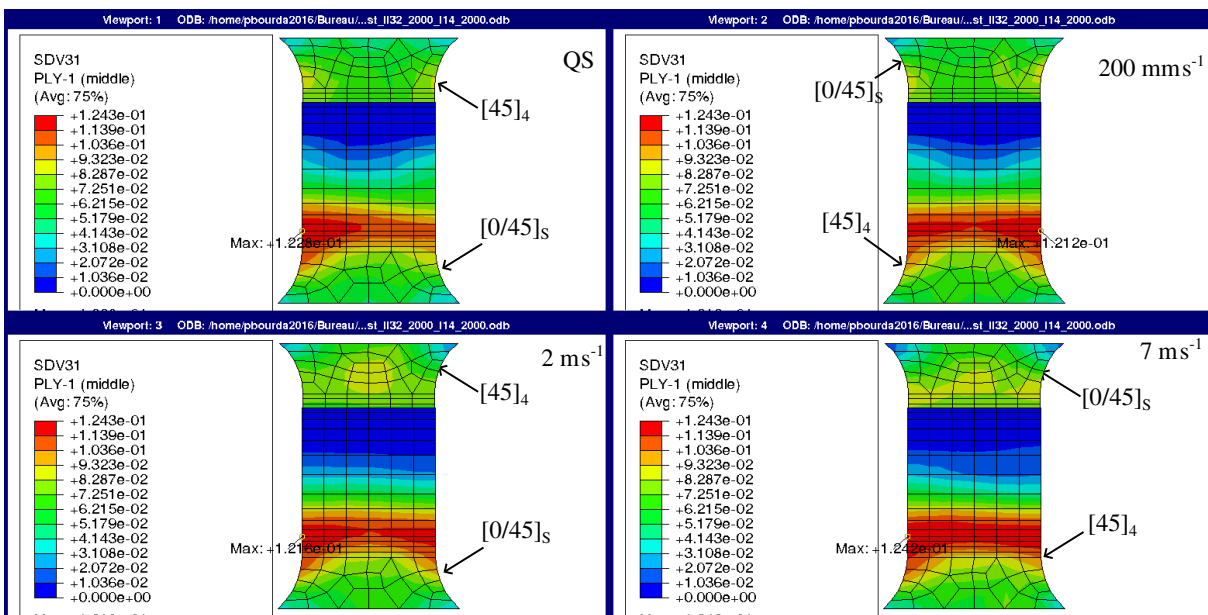 Viewport: 1 ODB: /home/pbourda2016/Bureau/...st_II32_2000_I14_2000.odb
SDV31
PLY-1 (middle)
(Avg: 75%)
+1.243e-01
+1.139e-01
+1.036e-01
+9.323e-02
+8.287e-02
+7.251e-02
+6.215e-02
+5.179e-02
+4.143e-02
+3.108e-02
+2.072e-02
+1.036e-02
+0.000e+00
QS
[45]4
[0/45]S
Max: +1.228e-01
Viewport: 2 ODB: /home/pbourda2016/Bureau/...st_II32_2000_I14_2000.odb
SDV31
PLY-1 (middle)
(Avg: 75%)
+1.243e-01
+1.139e-01
+1.036e-01
+9.323e-02
+8.287e-02
+7.251e-02
+6.215e-02
+5.179e-02
+4.143e-02
+3.108e-02
+2.072e-02
+1.036e-02
+0.000e+00
200 mms-1
[0/45]S
[45]4
Max: +1.212e-01
Viewport: 3 ODB: /home/pbourda2016/Bureau/...st_II32_2000_I14_2000.odb
SDV31
PLY-1 (middle)
(Avg: 75%)
+1.243e-01
+1.139e-01
+1.036e-01
+9.323e-02
+8.287e-02
+7.251e-02
+6.215e-02
+5.179e-02
+4.143e-02
+3.108e-02
+2.072e-02
+1.036e-02
+0.000e+00
2 ms-1
[45]4
[0/45]S
Max: +1.216e-01
Viewport: 4 ODB: /home/pbourda2016/Bureau/...st_II32_2000_I14_2000.odb
SDV31
PLY-1 (middle)
(Avg: 75%)
+1.243e-01
+1.139e-01
+1.036e-01
+9.323e-02
+8.287e-02
+7.251e-02
+6.215e-02
+5.179e-02
+4.143e-02
+3.108e-02
+2.072e-02
+1.036e-02
+0.000e+00
7 ms-1
[0/45]S
[45]4
Max: +1.242e-01